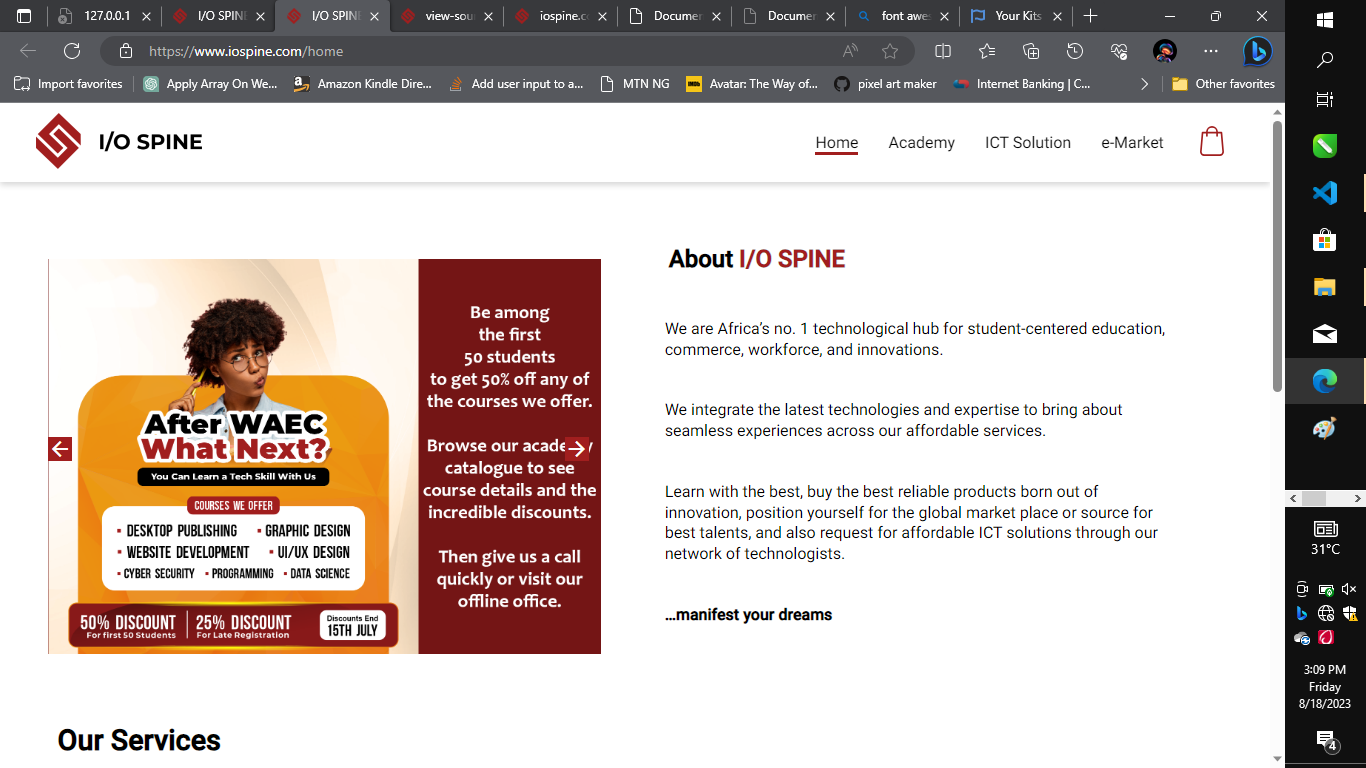 127.0.0.1
I/O SPINE
I/O SPINE
view-sour
iospine.co
Documen
Documen
font awes
Your Kits
https://www.iospine.com/home
Import favorites
Apply Array On We...
Amazon Kindle Dire...
Add user input to a...
MTN NG
Avatar: The Way of...
pixel art maker
Internet Banking | C...
Other favorites
I/O SPINE
Home
Academy
ICT Solution
e-Market
After WAEC
What Next?
You Can Learn a Tech Skill With Us
COURSES WE OFFER
▪ DESKTOP PUBLISHING ▪ GRAPHIC DESIGN
▪ WEBSITE DEVELOPMENT ▪ UI/UX DESIGN
▪ CYBER SECURITY ▪ PROGRAMMING ▪ DATA SCIENCE
50% DISCOUNT
For first 50 Students
25% DISCOUNT
For Late Registration
Discounts End
15TH JULY
Be among
the first
50 students
to get 50% off any of
the courses we offer.
Browse our academy
catalogue to see
course details and the
incredible discounts.
Then give us a call
quickly or visit our
offline office.
About I/O SPINE
We are Africa’s no. 1 technological hub for student-centered education,
commerce, workforce, and innovations.
We integrate the latest technologies and expertise to bring about
seamless experiences across our affordable services.
Learn with the best, buy the best reliable products born out of
innovation, position yourself for the global market place or source for
best talents, and also request for affordable ICT solutions through our
network of technologists.
...manifest your dreams
Our Services
31°C
3:09 PM
Friday
8/18/2023
4